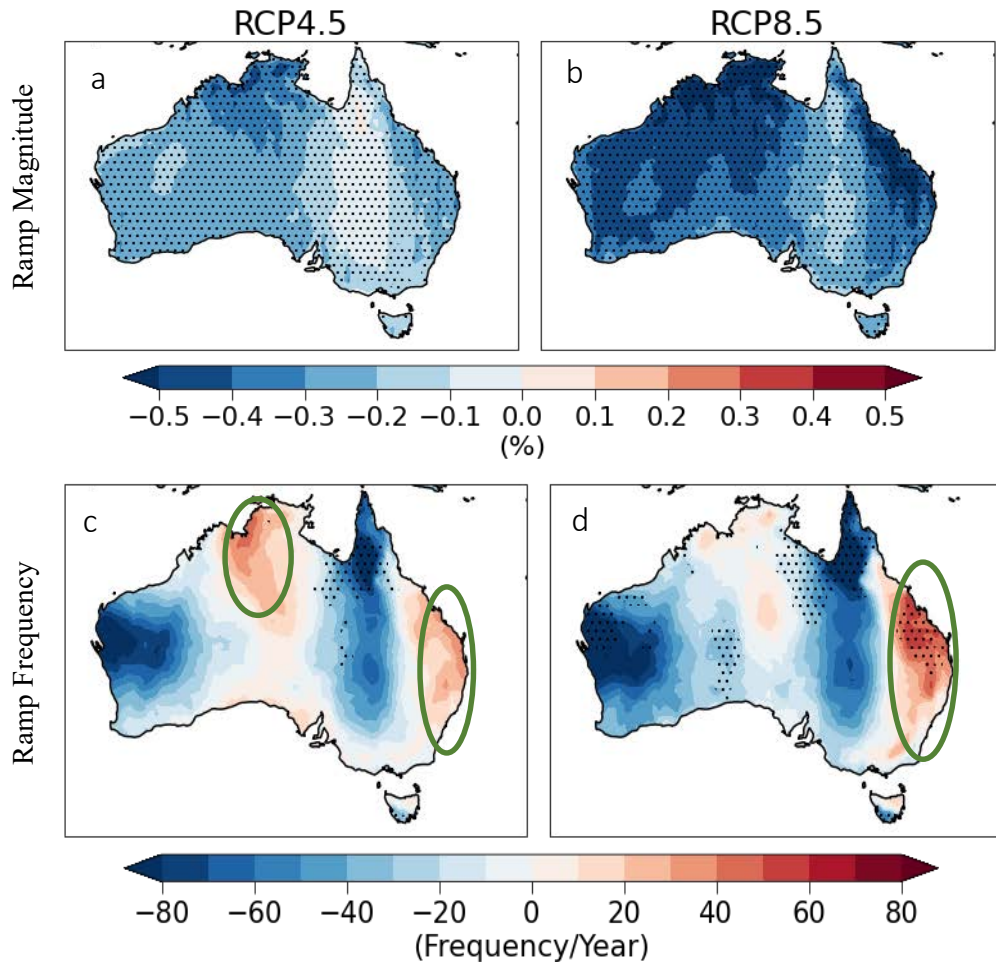 RCP4.5
RCP8.5
Ramp Magnitude
a
b
−0.5 −0.4 −0.3 −0.2 −0.1 0.0 0.1 0.2 0.3 0.4 0.5
(%)
Ramp Frequency
c
d
−80 −60 −40 −20 0 20 40 60 80
(Frequency/Year)